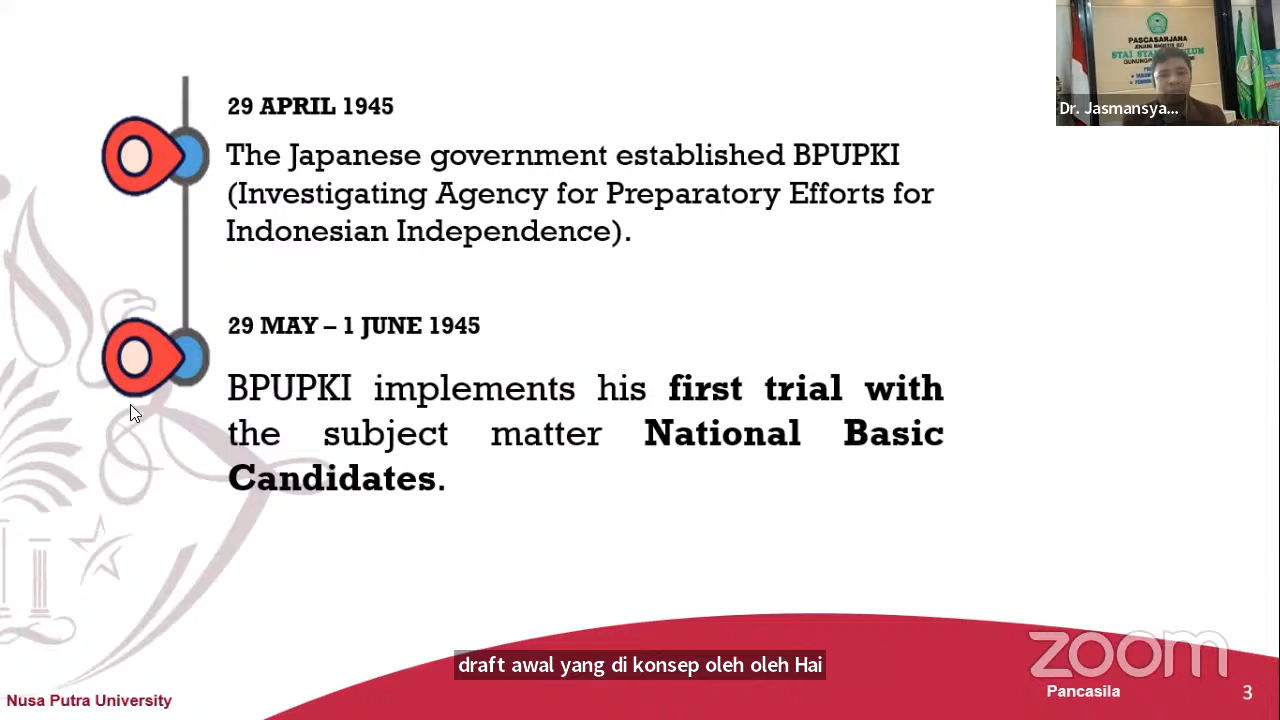 29 APRIL 1945
The Japanese government established BPUPKI
(Investigating Agency for Preparatory Efforts for
Indonesian Independence).
29 MAY – 1 JUNE 1945
BPUPKI implements his first trial with
the subject matter National Basic
Candidates.
PASCASARJANA
Dr. Jasmansya...
draft awal yang di konsep oleh oleh Hai
zoom
Nusa Putra University
Pancasila
3